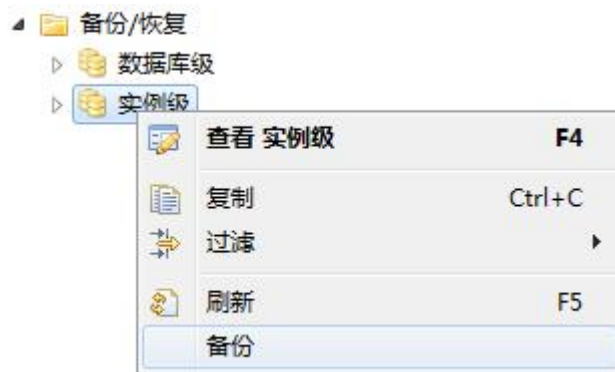 备份/恢复
数据库级
实例级
查看 实例级 F4
复制 Ctrl+C
过滤
刷新 F5
备份